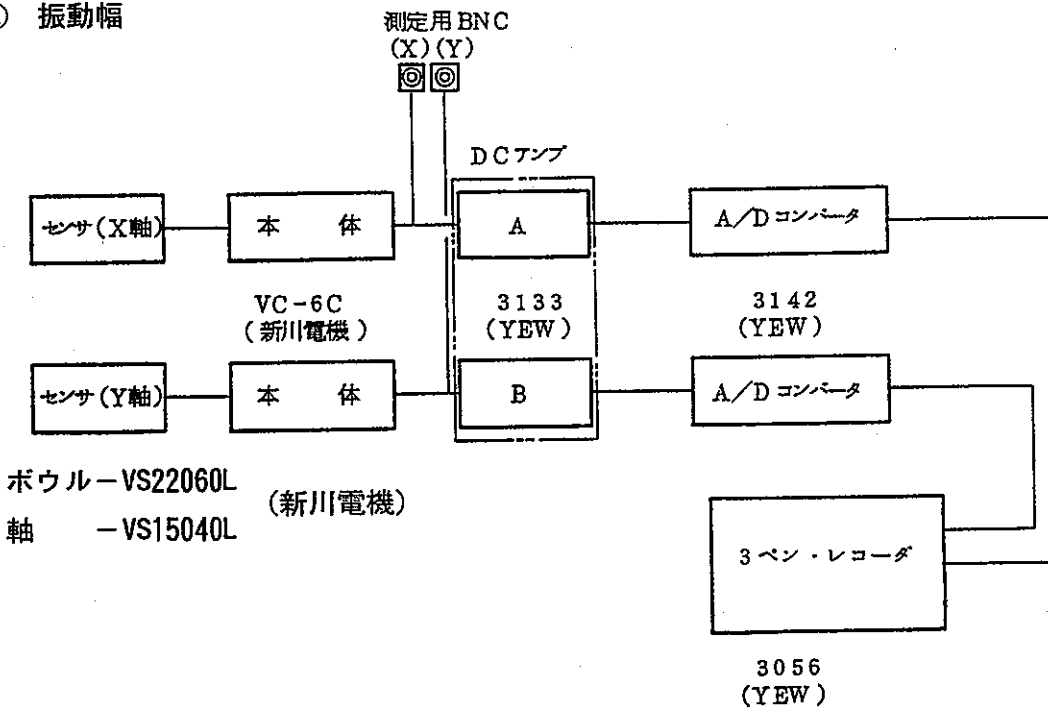 振動幅
測定用BNC
(X)(Y)
DCアンプ
センサ(X軸)
本 体
A
A/Dコンバータ
VC-6C
(新川電機)
3133
(YEW)
3142
(YEW)
センサ(Y軸)
本 体
B
A/Dコンバータ
ボウル-VS22060L
軸 -VS15040L
(新川電機)
3ペン・レコーダ
3056
(YEW)